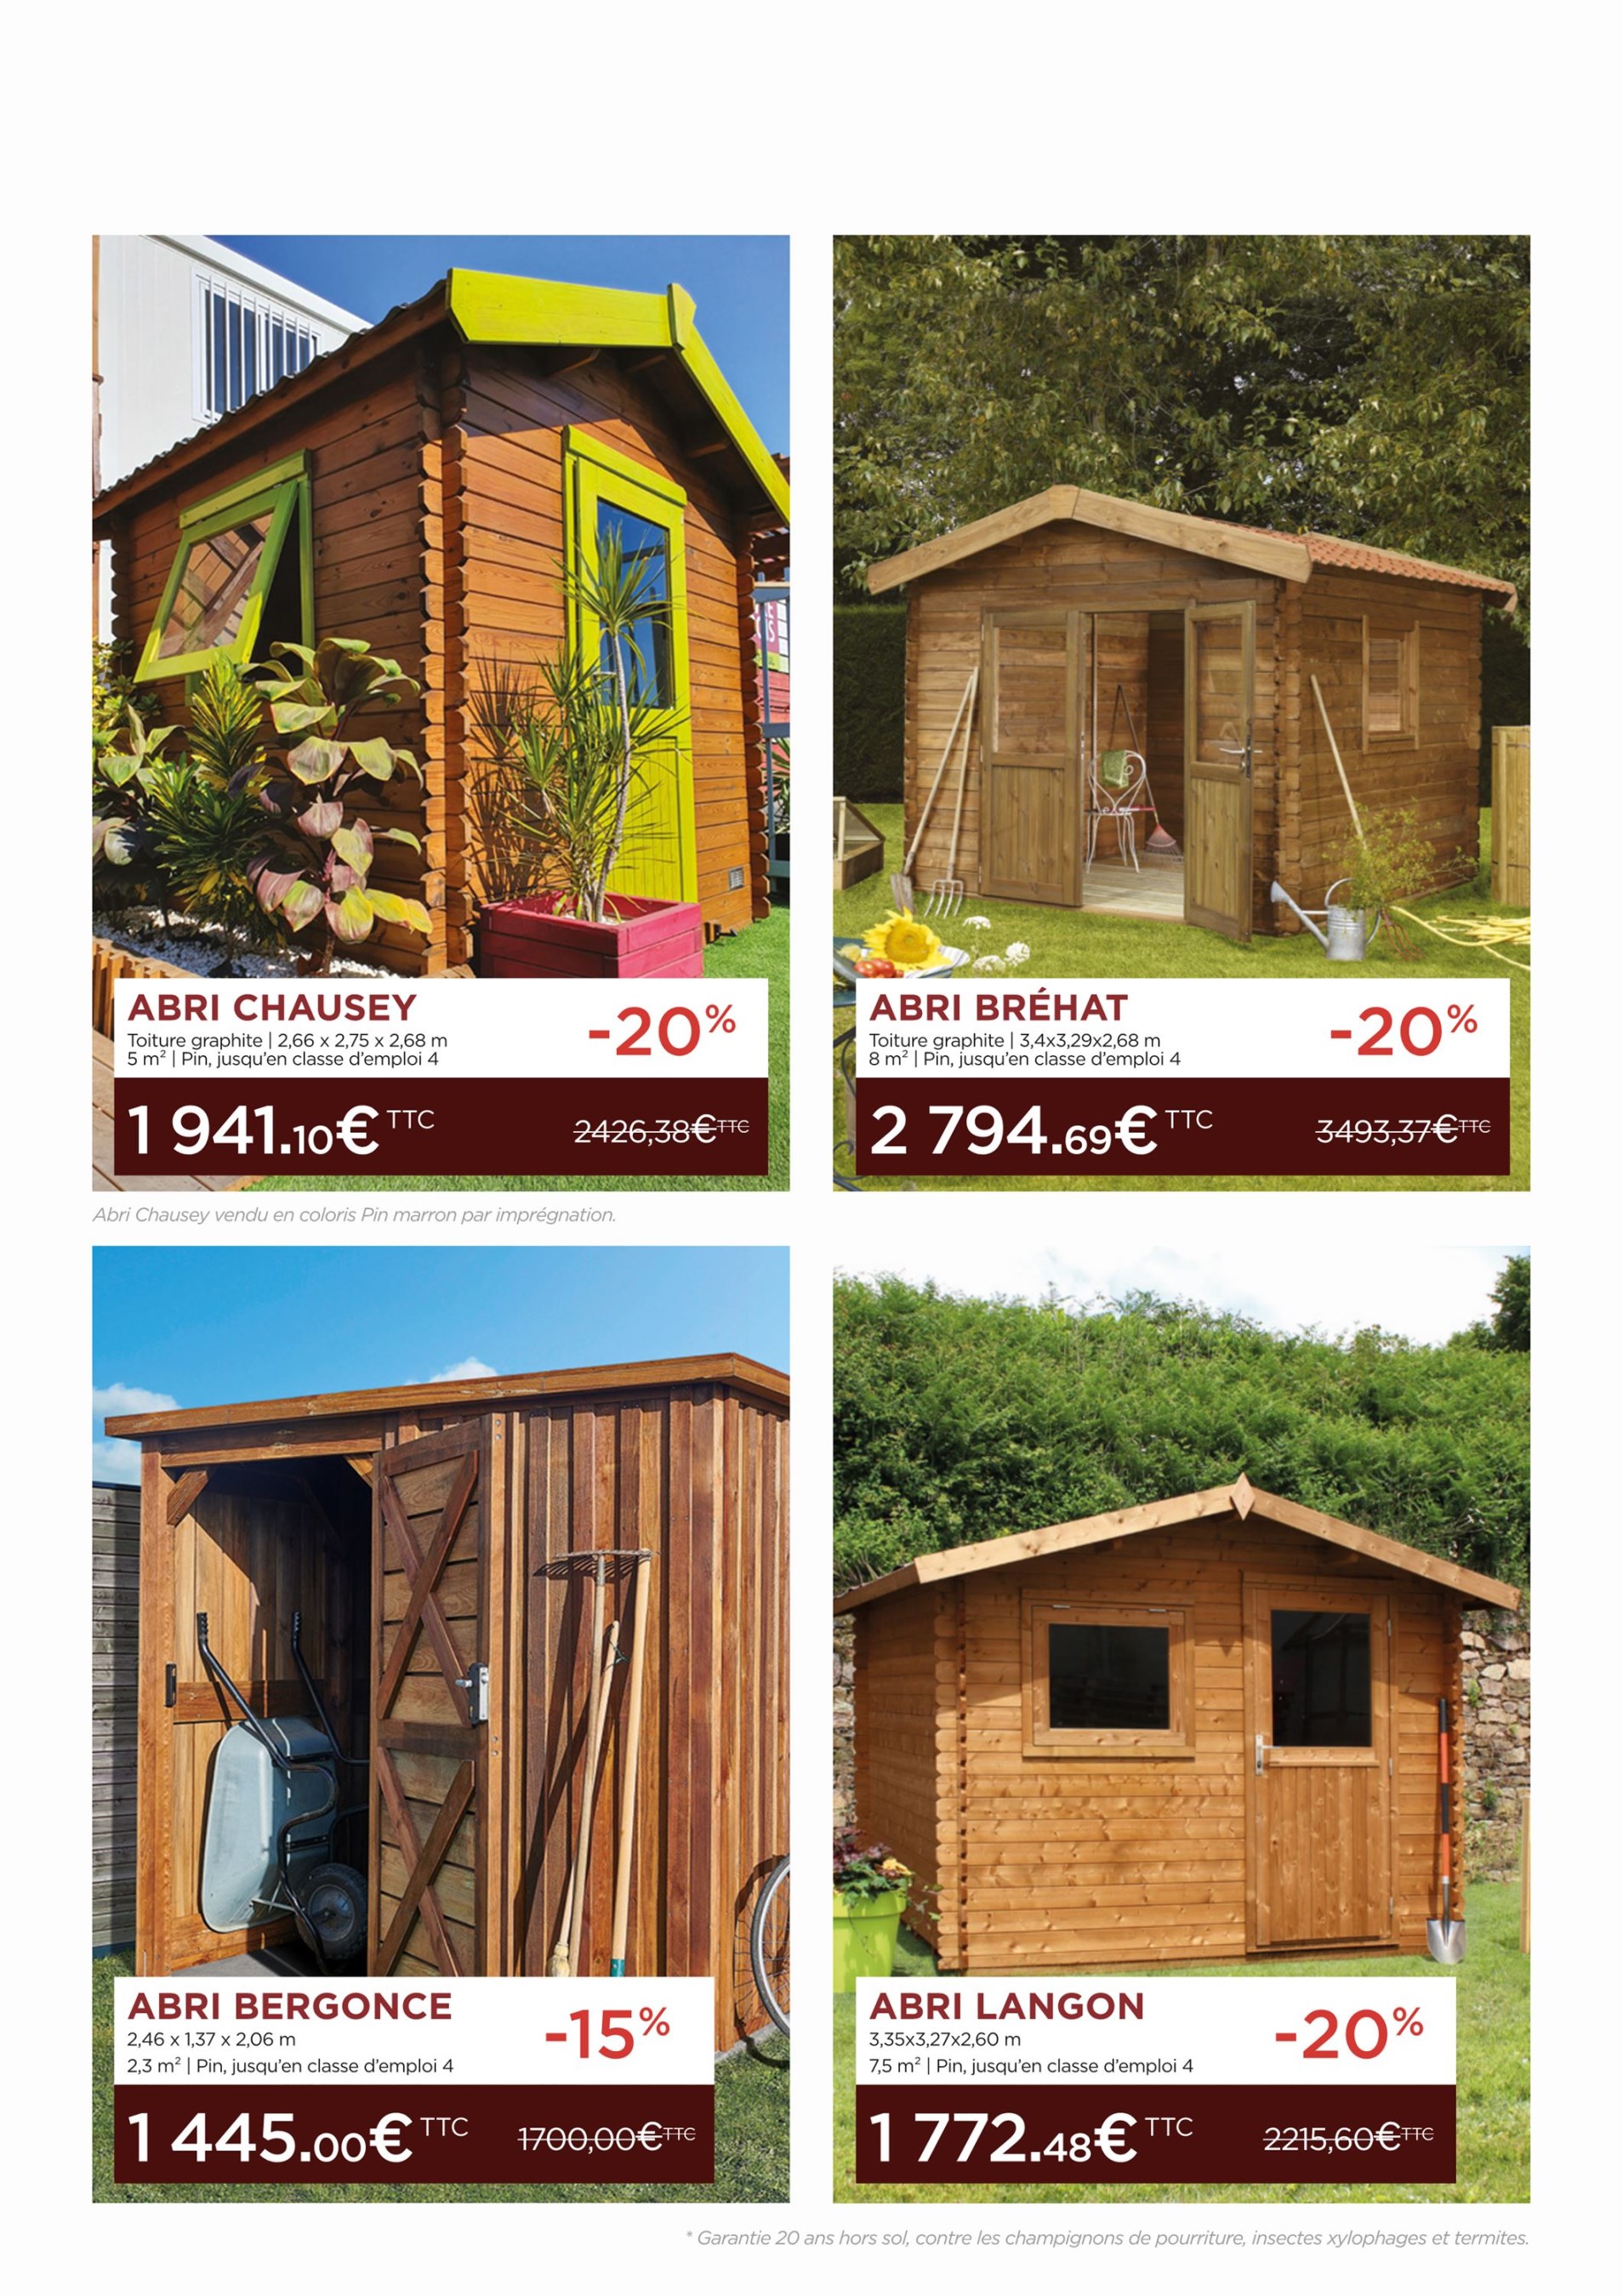 ABRI CHAUSEY
Toiture graphite | 2,66 x 2,75 x 2,68 m
5 m² | Pin, jusqu'en classe d'emploi 4
-20%
1 941.10€ TTC
2426,38€ TTC
Abri Chausey vendu en coloris Pin marron par imprégnation.
ABRI BRÉHAT
Toiture graphite | 3,4x3,29x2,68 m
8 m² | Pin, jusqu'en classe d'emploi 4
-20%
2 794.69€ TTC
3493,37€ TTC
ABRI BERGONCE
2,46 x 1,37 x 2,06 m
2,3 m² | Pin, jusqu'en classe d'emploi 4
-15%
1 445.00€ TTC
1700,00€ TTC
ABRI LANGON
3,35x3,27x2,60 m
7,5 m² | Pin, jusqu'en classe d'emploi 4
-20%
1 772.48€ TTC
2215,60€ TTC
* Garantie 20 ans hors sol, contre les champignons de pourriture, insectes xylophages et termites.